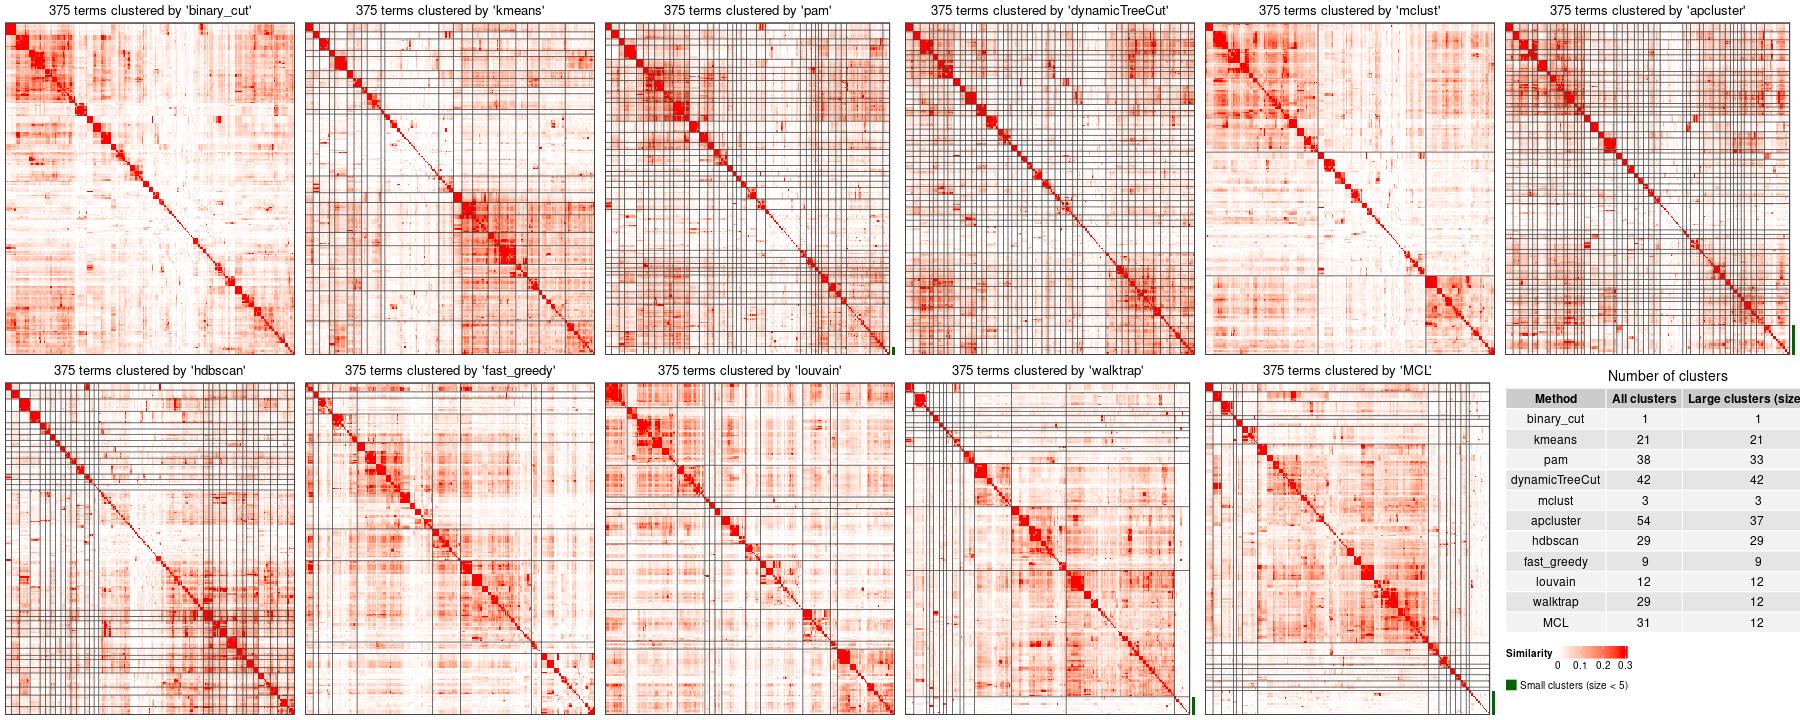 375 terms clustered by 'binary_cut'
375 terms clustered by 'kmeans'
375 terms clustered by 'pam'
375 terms clustered by 'dynamicTreeCut'
375 terms clustered by 'mclust'
375 terms clustered by 'apcluster'
375 terms clustered by 'hdbscan'
375 terms clustered by 'fast_greedy'
375 terms clustered by 'louvain'
375 terms clustered by 'walktrap'
375 terms clustered by 'MCL'
Number of clusters
Method All clusters Large clusters (size
binary_cut 1 1
kmeans 21 21
pam 38 33
dynamicTreeCut 42 42
mclust 3 3
apcluster 54 37
hdbscan 29 29
fast_greedy 9 9
louvain 12 12
walktrap 29 12
MCL 31 12
Similarity
0 0.1 0.2 0.3
Small clusters (size < 5)